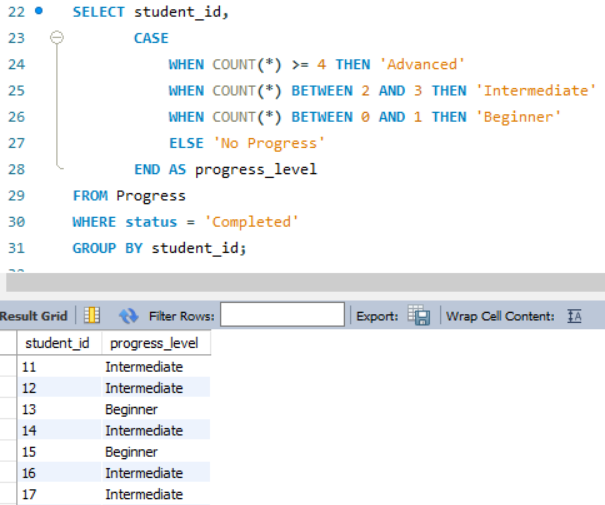 22 SELECT student_id,
23 CASE
24 WHEN COUNT(*) >= 4 THEN 'Advanced'
25 WHEN COUNT(*) BETWEEN 2 AND 3 THEN 'Intermediate'
26 WHEN COUNT(*) BETWEEN 0 AND 1 THEN 'Beginner'
27 ELSE 'No Progress'
28 END AS progress_level
29 FROM Progress
30 WHERE status = 'Completed'
31 GROUP BY student_id;
Result Grid Filter Rows: Export: Wrap Cell Content: IA
student_id progress_level
11 Intermediate
12 Intermediate
13 Beginner
14 Intermediate
15 Beginner
16 Intermediate
17 Intermediate